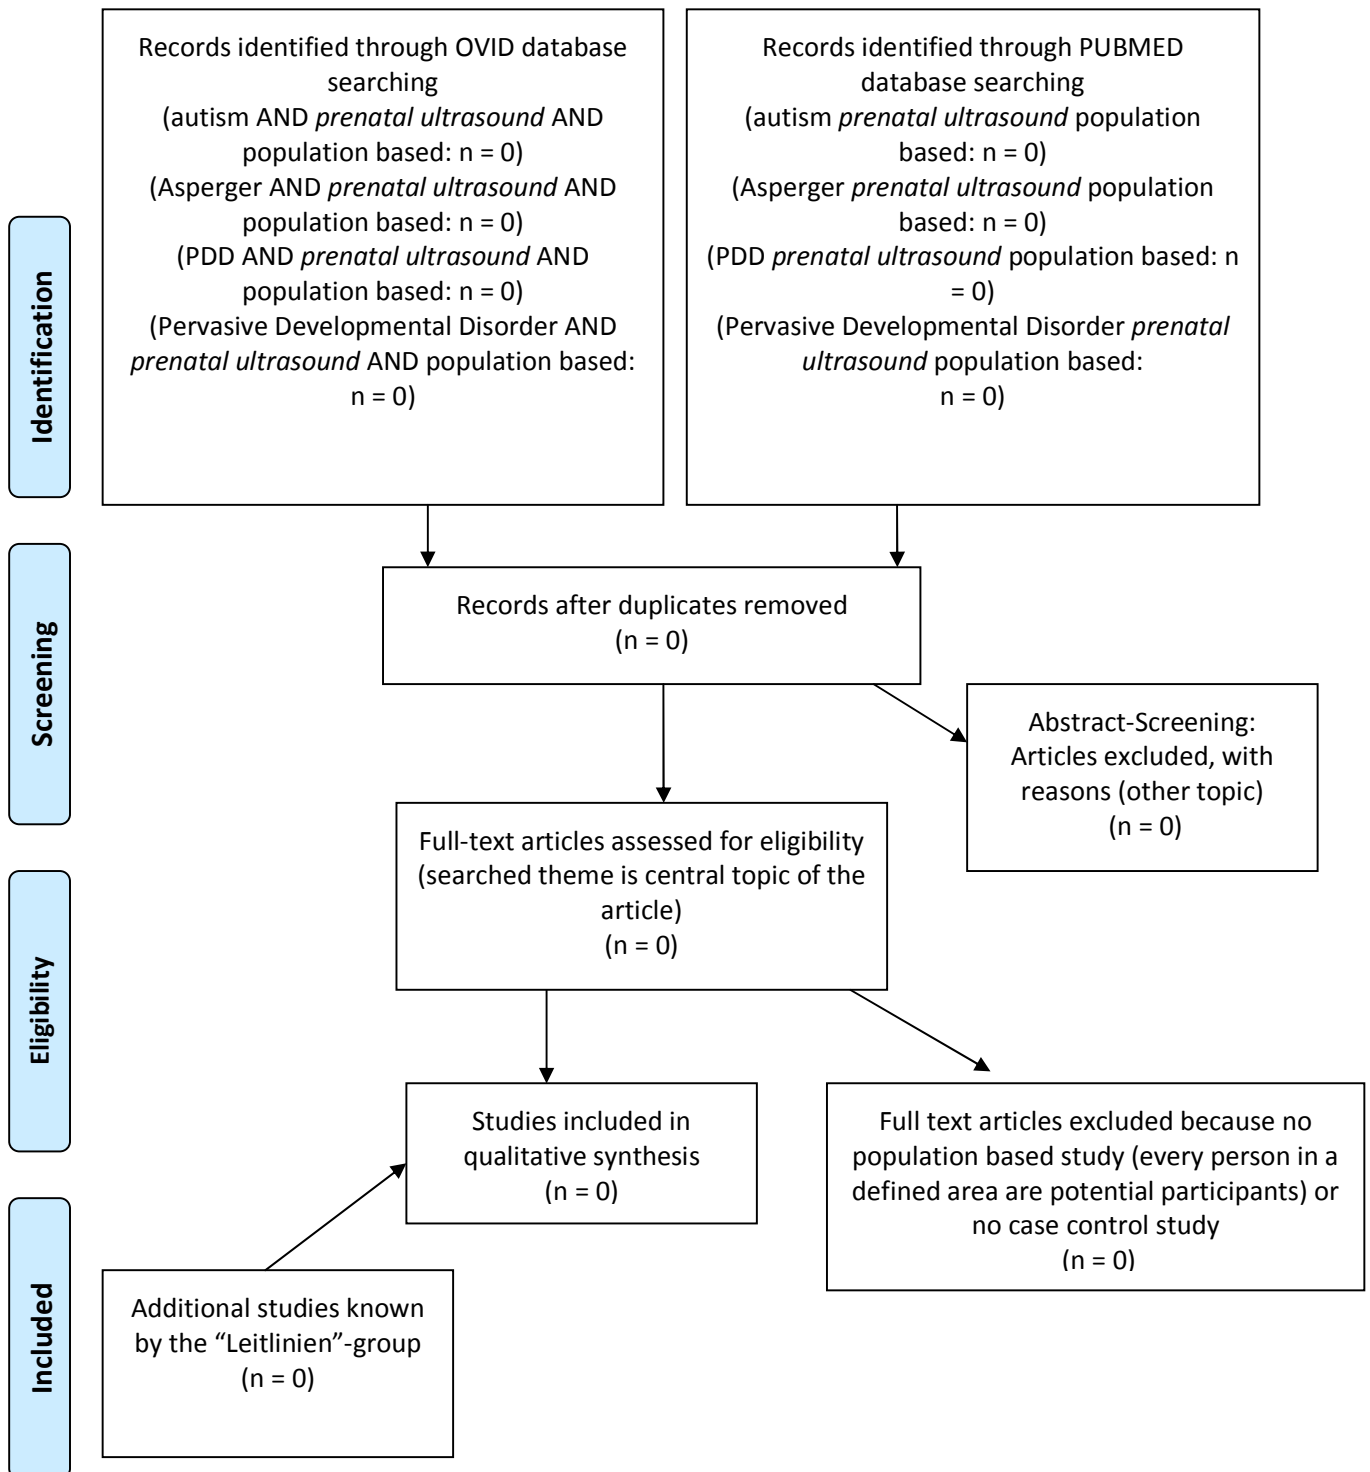 Records identified through OVID database
searching
(autism AND prenatal ultrasound AND
population based: n = 0)
(Asperger AND prenatal ultrasound AND
population based: n = 0)
(PDD AND prenatal ultrasound AND
population based: n = 0)
(Pervasive Developmental Disorder AND
prenatal ultrasound AND population based:
n = 0)
Records identified through PUBMED
database searching
(autism prenatal ultrasound population
based: n = 0)
(Asperger prenatal ultrasound population
based: n = 0)
(PDD prenatal ultrasound population based: n
= 0)
(Pervasive Developmental Disorder prenatal
ultrasound population based:
n = 0)
Identification
Records after duplicates removed
(n = 0)
Screening
Abstract-Screening:
Articles excluded, with
reasons (other topic)
(n = 0)
Full-text articles assessed for eligibility
(searched theme is central topic of the
article)
(n = 0)
Eligibility
Studies included in
qualitative synthesis
(n = 0)
Full text articles excluded because no
population based study (every person in a
defined area are potential participants) or
no case control study
(n = 0)
Included
Additional studies known
by the “Leitlinien”-group
(n = 0)